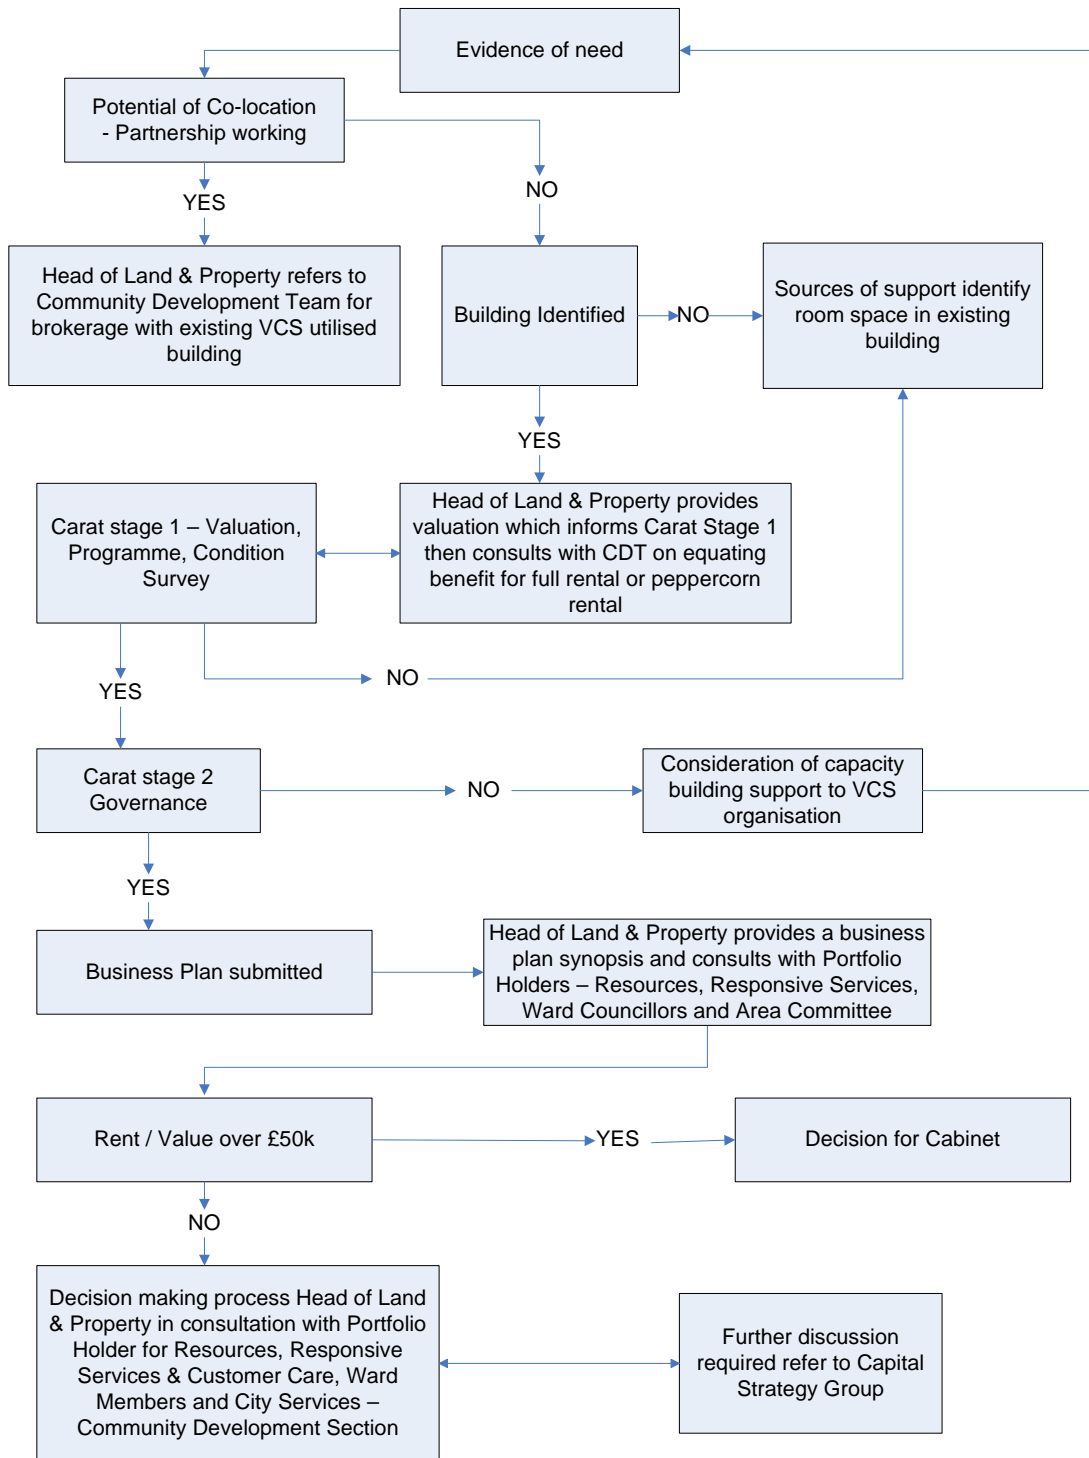 Evidence of need
Potential of Co-location
- Partnership working
YES
NO
Head of Land & Property refers to
Community Development Team for
brokerage with existing VCS utilised
building
Building Identified
NO
Sources of support identify
room space in existing
building
YES
Carat stage 1 – Valuation,
Programme, Condition
Survey
Head of Land & Property provides
valuation which informs Carat Stage 1
then consults with CDT on equating
benefit for full rental or peppercorn
rental
NO
YES
Carat stage 2
Governance
NO
Consideration of capacity
building support to VCS
organisation
YES
Business Plan submitted
Head of Land & Property provides a business
plan synopsis and consults with Portfolio
Holders – Resources, Responsive Services,
Ward Councillors and Area Committee
Rent / Value over £50k
YES
Decision for Cabinet
NO
Decision making process Head of Land
& Property in consultation with Portfolio
Holder for Resources, Responsive
Services & Customer Care, Ward
Members and City Services –
Community Development Section
Further discussion
required refer to Capital
Strategy Group